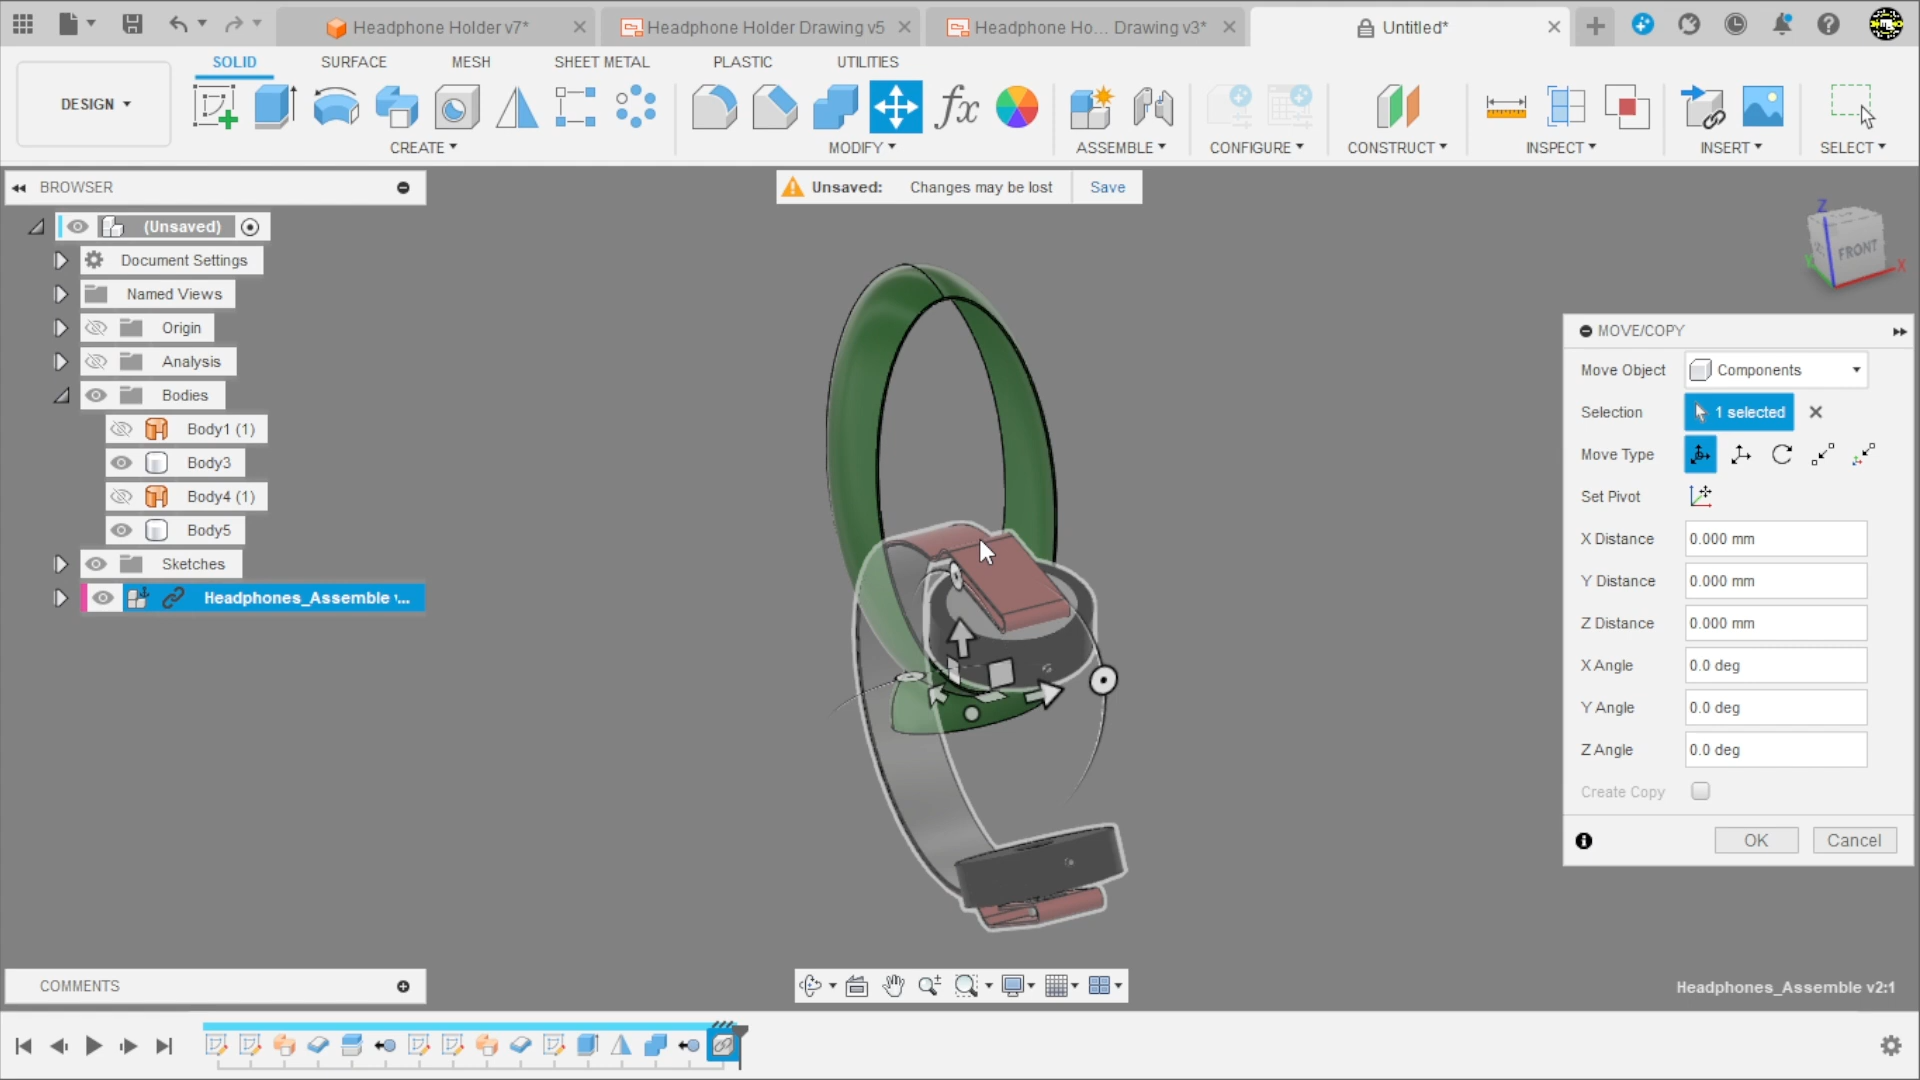 Headphone Holder v7*
Headphone Holder Drawing v5
Headphone Ho... Drawing v3*
Untitled*
SOLID
SURFACE
MESH
SHEET METAL
PLASTIC
UTILITIES
DESIGN
fx
CREATE
MODIFY
ASSEMBLE
CONFIGURE
CONSTRUCT
INSPECT
INSERT
SELECT
BROWSER
Unsaved: Changes may be lost
Save
(Unsaved)
Document Settings
Named Views
Origin
Analysis
Bodies
Body1 (1)
Body3
Body4 (1)
Body5
Sketches
Headphones_Assemble v...
Z
FRONT
X
Y
MOVE/COPY
Move Object
Components
Selection
1 selected
Move Type
Set Pivot
X Distance
0.000 mm
Y Distance
0.000 mm
Z Distance
0.000 mm
X Angle
0.0 deg
Y Angle
0.0 deg
Z Angle
0.0 deg
Create Copy
OK
Cancel
COMMENTS
Headphones_Assemble v2:1